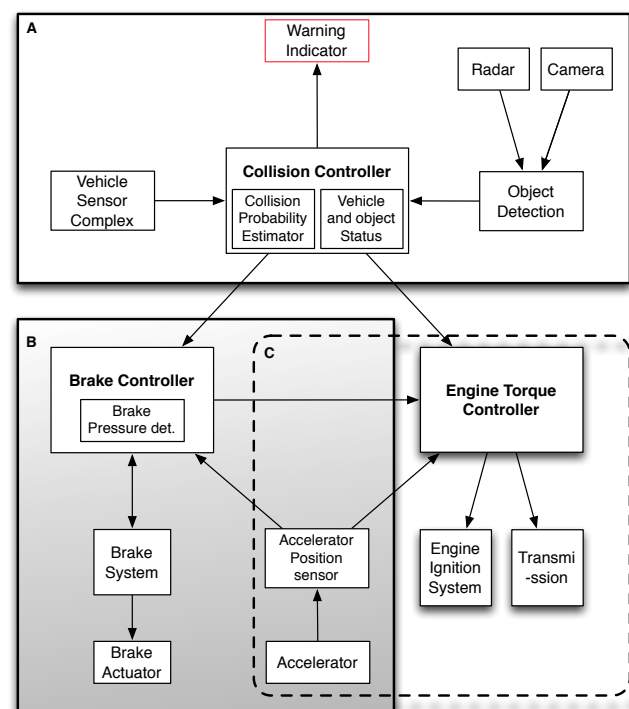 A
Warning
Indicator
Radar
Camera
Collision Controller
Vehicle
Sensor
Complex
Collision
Probability
Estimator
Vehicle
and object
Status
Object
Detection
B
C
Brake Controller
Brake
Pressure det.
Engine Torque
Controller
Brake
System
Accelerator
Position
sensor
Engine
Ignition
System
Transmi
-ssion
Brake
Actuator
Accelerator